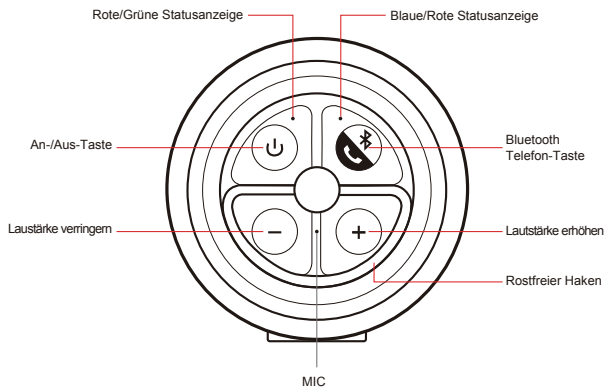 Rote/Grüne Statusanzeige
Blaue/Rote Statusanzeige
An-/Aus-Taste
Bluetooth
Telefon-Taste
Laustärke verringern
Lautstärke erhöhen
Rostfreier Haken
MIC